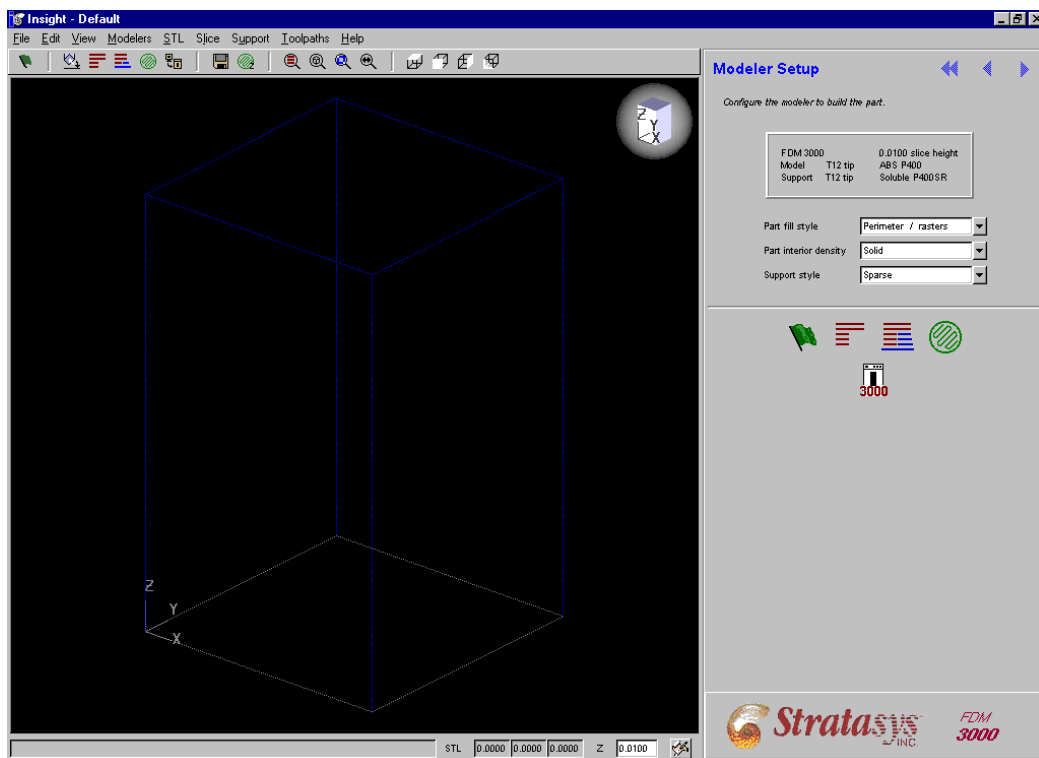 Insight - Default
File Edit View Modelers STL Slice Support Toolpaths Help
Modeler Setup
Configure the modeler to build the part.
FDM 3000 0.0100 slice height
Model T12 tip ABS P400
Support T12 tip Soluble P400SR
Part fill style Perimeter / rasters
Part interior density Solid
Support style Sparse
3000
Z
Y
X
Z
Y
X
Stratasys INC.
FDM
3000
STL 0.0000 0.0000 0.0000 Z 0.0100